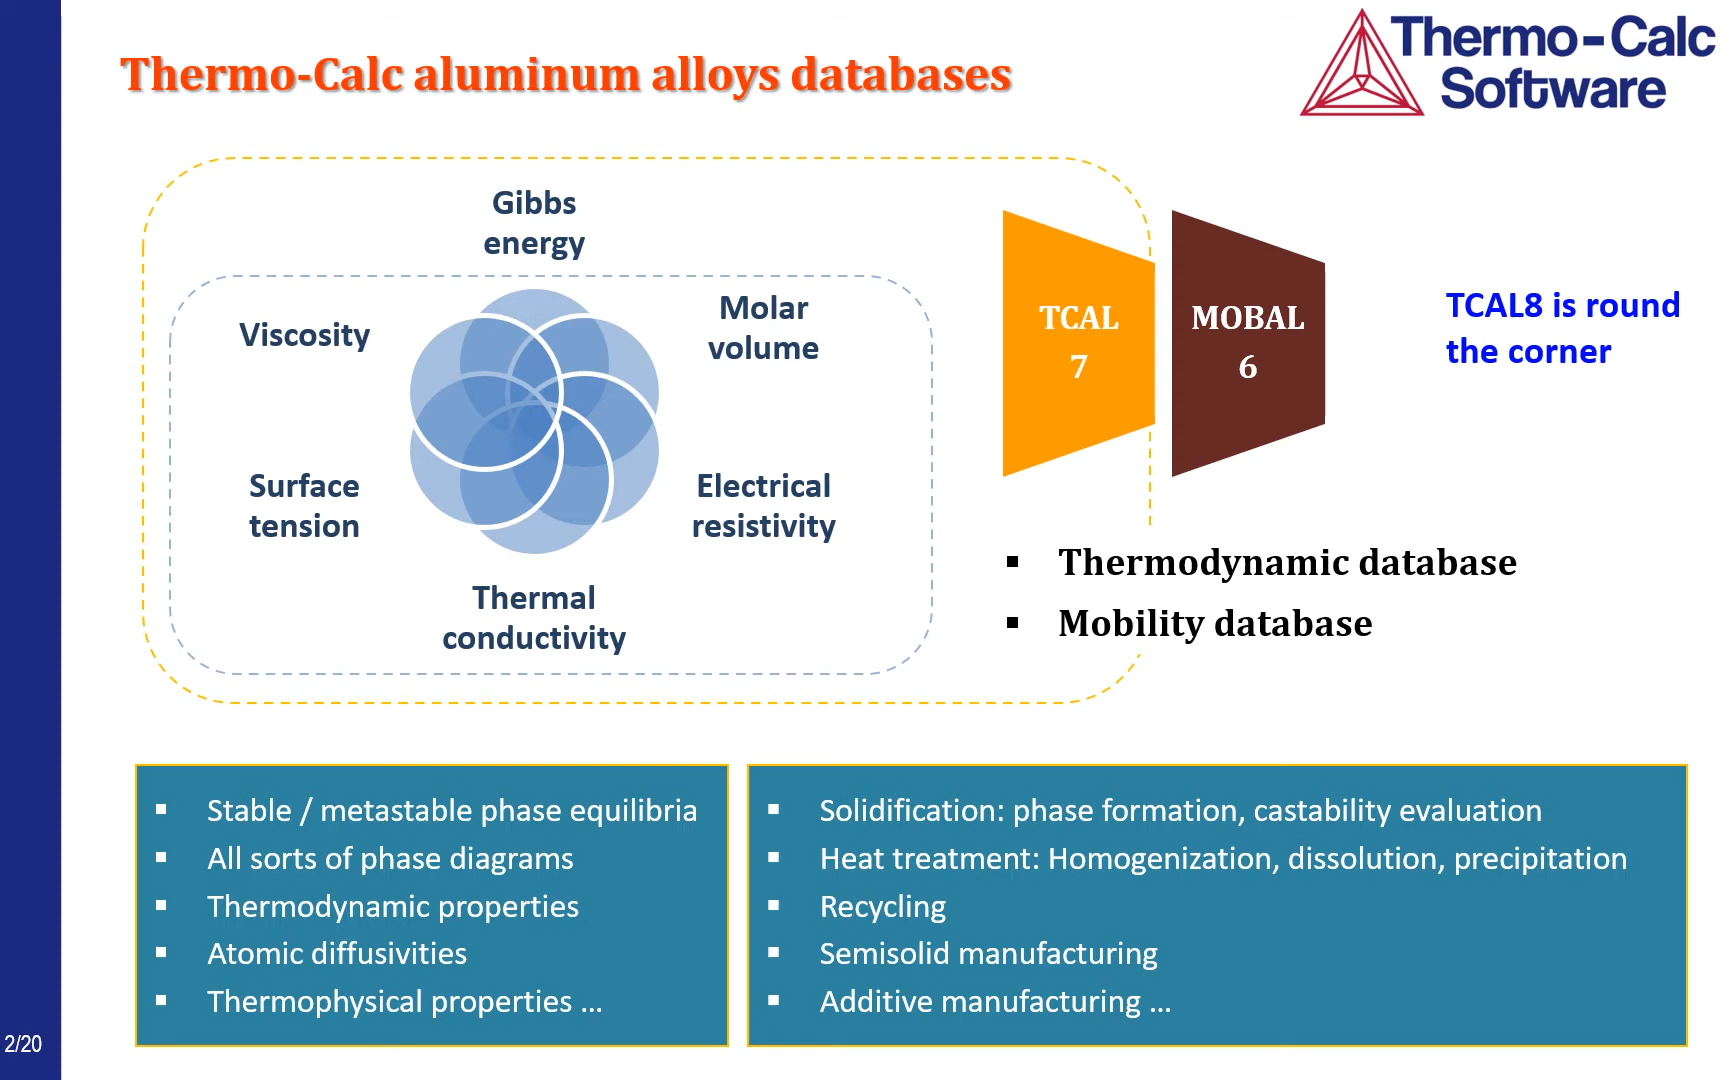 Thermo-Calc aluminum alloys databases
Thermo-Calc
Software
Gibbs
energy
Viscosity
Molar
volume
Surface
tension
Electrical
resistivity
Thermal
conductivity
TCAL
7
MOBAL
6
TCAL8 is round
the corner
▪ Thermodynamic database
▪ Mobility database
▪ Stable / metastable phase equilibria
▪ All sorts of phase diagrams
▪ Thermodynamic properties
▪ Atomic diffusivities
▪ Thermophysical properties ...
▪ Solidification: phase formation, castability evaluation
▪ Heat treatment: Homogenization, dissolution, precipitation
▪ Recycling
▪ Semisolid manufacturing
▪ Additive manufacturing ...
2/20